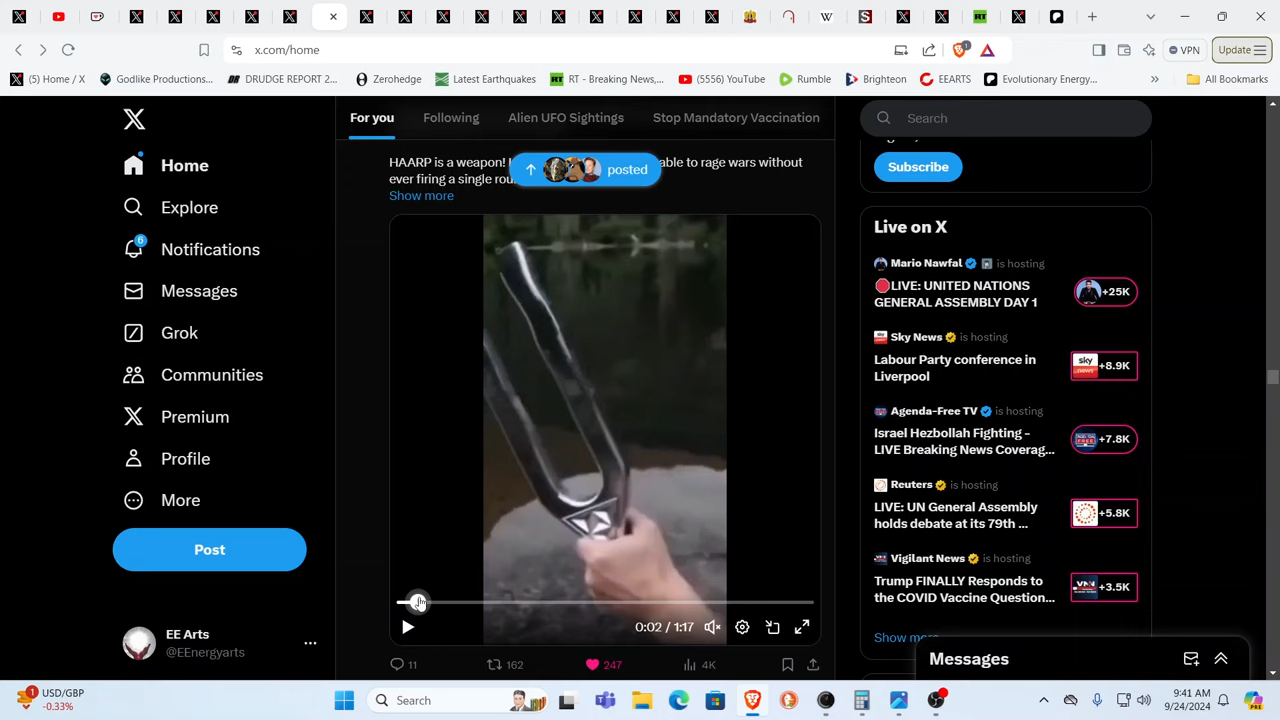 x.com/home
VPN
Update
(5) Home / X
Godlike Productions...
DRUDGE REPORT 2...
Zerohedge
Latest Earthquakes
RT - Breaking News,...
(5556) YouTube
Rumble
Brighteon
EEARTS
Evolutionary Energy...
All Bookmarks
Home
Explore
Notifications
6
Messages
Grok
Communities
Premium
Profile
More
Post
EE Arts
@EEnergyarts
For you
Following
Alien UFO Sightings
Stop Mandatory Vaccination
HAARP is a weapon!
able to rage wars without
posted
ever firing a single
Show more
0:02 / 1:17
11
162
247
4K
Search
Subscribe
Live on X
Mario Nawfal is hosting
LIVE: UNITED NATIONS
GENERAL ASSEMBLY DAY 1
+25K
Sky News is hosting
Labour Party conference in
Liverpool
sky
+8.9K
Agenda-Free TV is hosting
Israel Hezbollah Fighting -
LIVE Breaking News Coverag...
+7.8K
Reuters is hosting
LIVE: UN General Assembly
holds debate at its 79th ...
+5.8K
Vigilant News is hosting
Trump FINALLY Responds to
the COVID Vaccine Question...
+3.5K
Show more
Messages
1
USD/GBP
-0.33%
Search
9:41 AM
9/24/2024